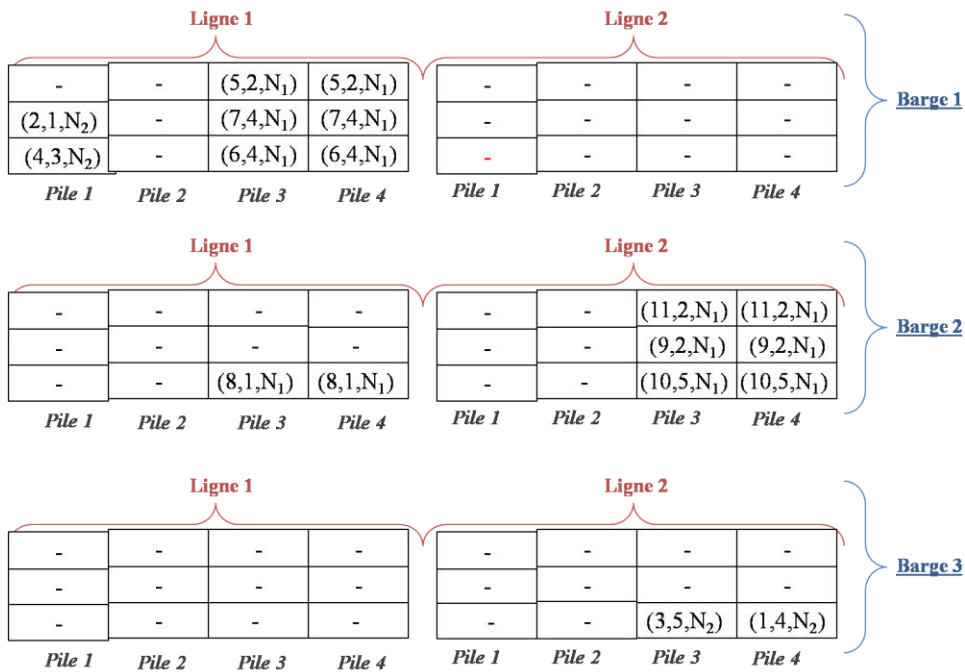 Ligne 1 Ligne 2
- - (5,2,N₁) (5,2,N₁) - - - -
(2,1,N₂) - (7,4,N₁) (7,4,N₁) - - - -
(4,3,N₂) - (6,4,N₁) (6,4,N₁) - - - -
Barge 1
Pile 1 Pile 2 Pile 3 Pile 4 Pile 1 Pile 2 Pile 3 Pile 4
Ligne 1 Ligne 2
- - - - - - (11,2,N₁) (11,2,N₁)
- - - - - - (9,2,N₁) (9,2,N₁)
- - (8,1,N₁) (8,1,N₁) - - (10,5,N₁) (10,5,N₁)
Barge 2
Pile 1 Pile 2 Pile 3 Pile 4 Pile 1 Pile 2 Pile 3 Pile 4
Ligne 1 Ligne 2
- - - - - - - -
- - - - - - - -
- - - - - - (3,5,N₂) (1,4,N₂)
Barge 3
Pile 1 Pile 2 Pile 3 Pile 4 Pile 1 Pile 2 Pile 3 Pile 4